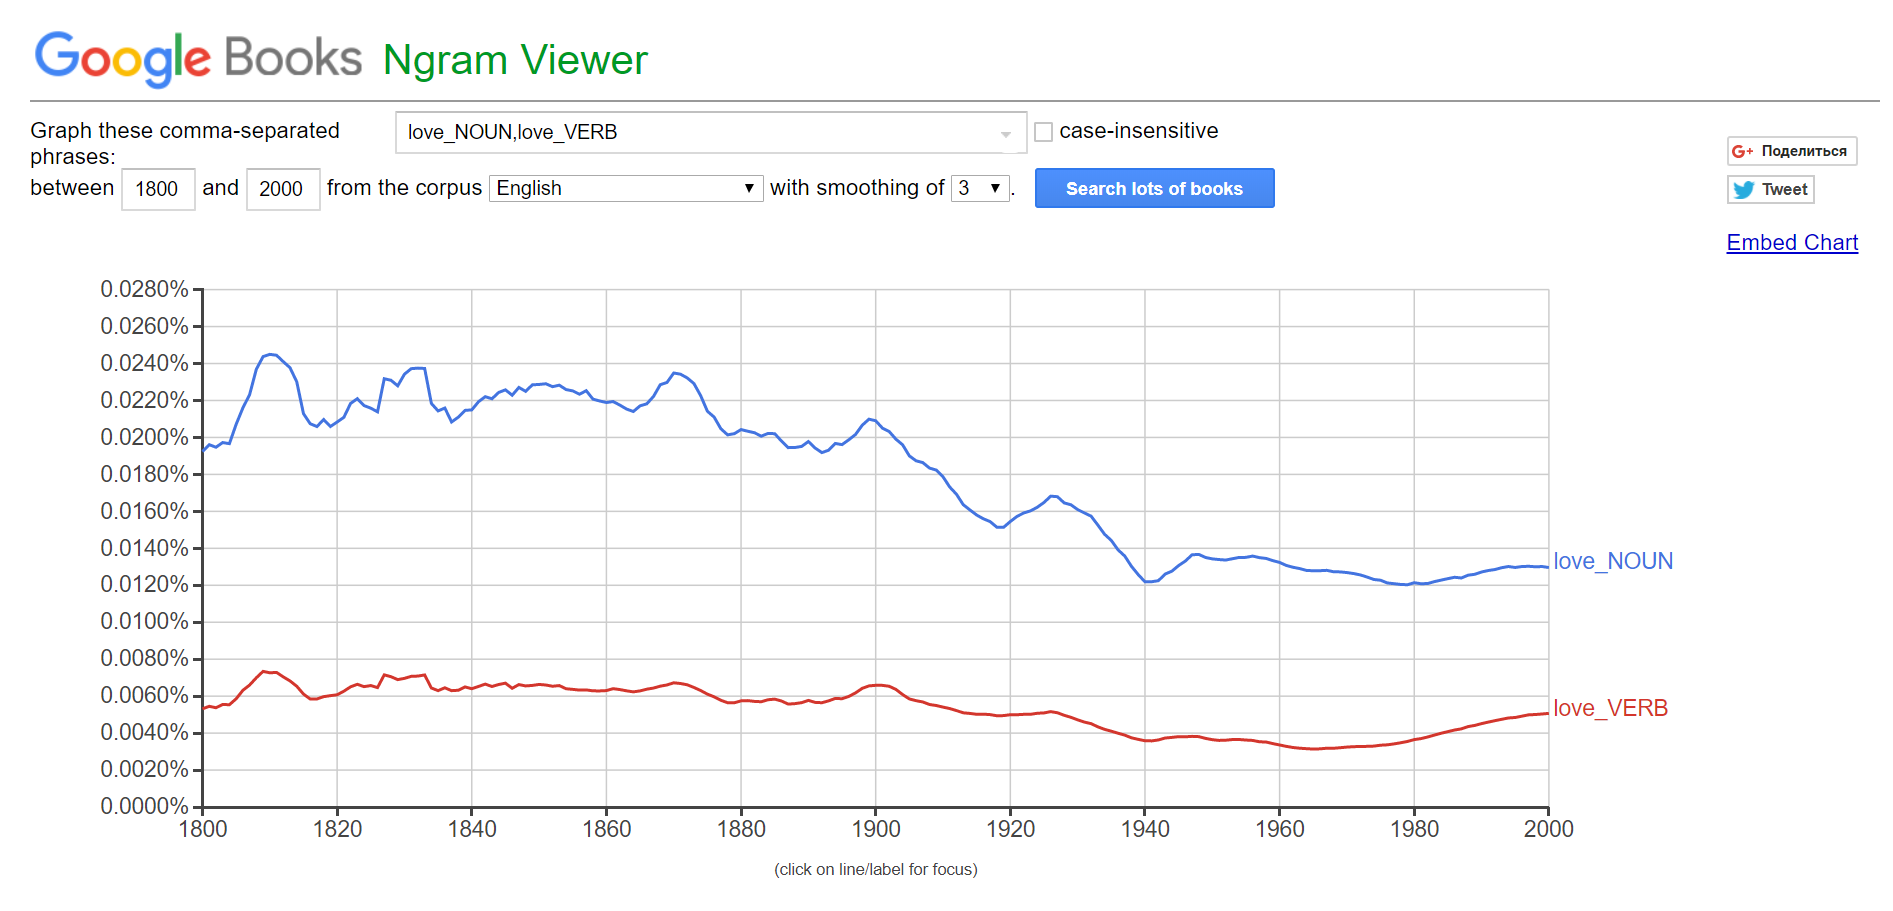 Google Books Ngram Viewer
Graph these comma-separated phrases: love_NOUN,love_VERB case-insensitive
between 1800 and 2000 from the corpus English with smoothing of 3 . Search lots of books
G+ Поделиться
Tweet
Embed Chart
0.0280%
0.0260%
0.0240%
0.0220%
0.0200%
0.0180%
0.0160%
0.0140%
0.0120%
0.0100%
0.0080%
0.0060%
0.0040%
0.0020%
0.0000%
love_NOUN
love_VERB
1800 1820 1840 1860 1880 1900 1920 1940 1960 1980 2000
(click on line/label for focus)